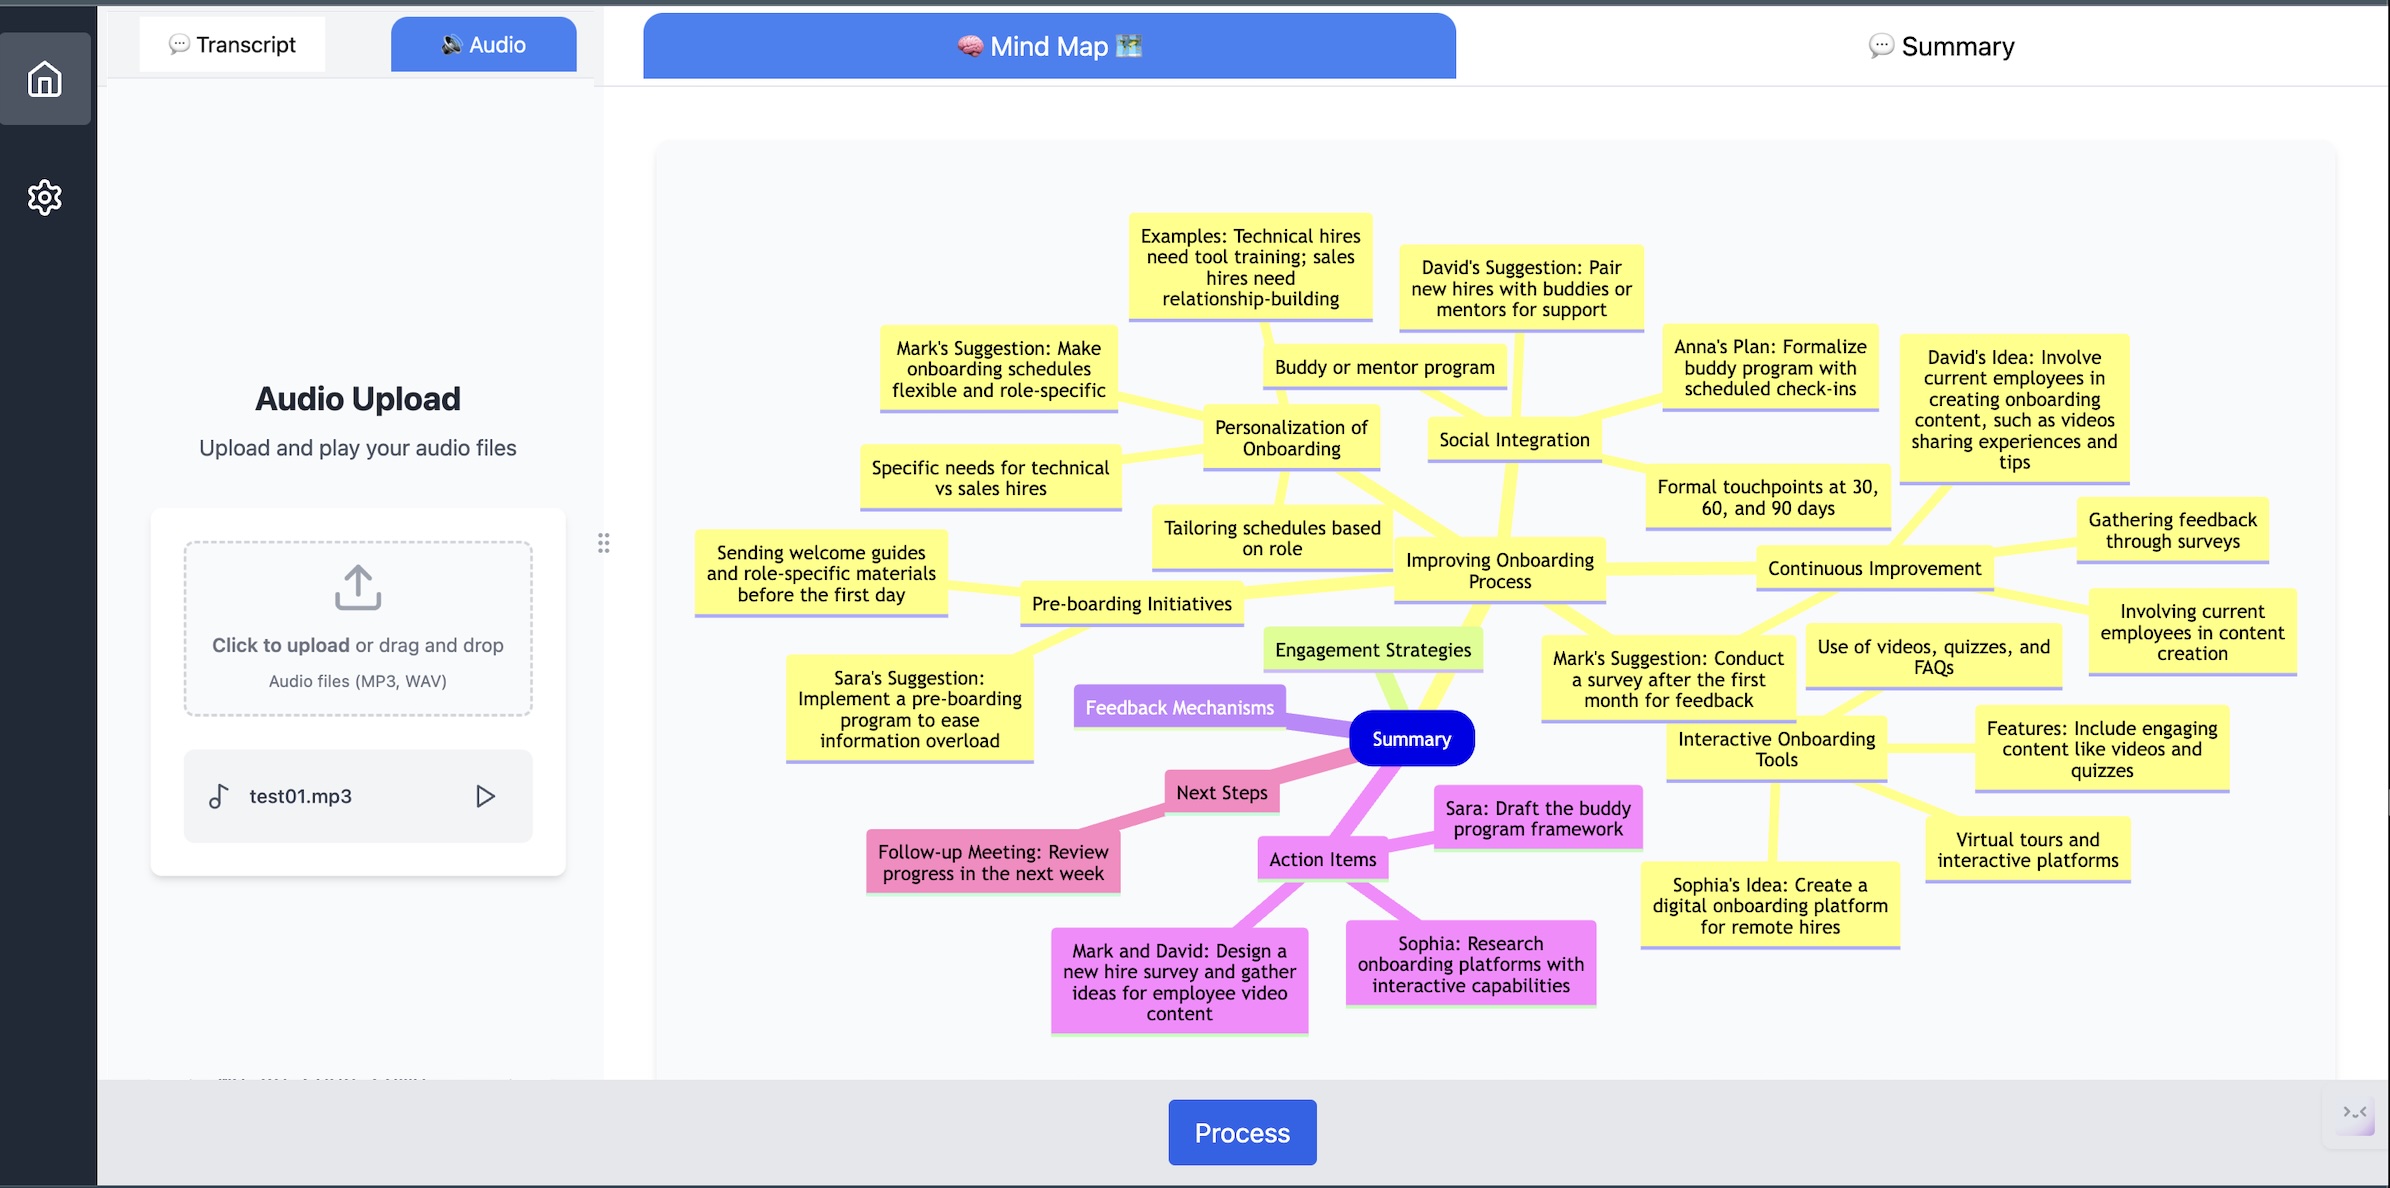 💬 Transcript
🔊 Audio
🧠 Mind Map 🗺️
💬 Summary
Audio Upload
Upload and play your audio files
Click to upload or drag and drop
Audio files (MP3, WAV)
test01.mp3
Examples: Technical hires
need tool training; sales
hires need
relationship-building
David's Suggestion: Pair
new hires with buddies or
mentors for support
Mark's Suggestion: Make
onboarding schedules
flexible and role-specific
Buddy or mentor program
Anna's Plan: Formalize
buddy program with
scheduled check-ins
David's Idea: Involve
current employees in
creating onboarding
content, such as videos
sharing experiences and
tips
Personalization of
Onboarding
Social Integration
Specific needs for technical
vs sales hires
Formal touchpoints at 30,
60, and 90 days
Tailoring schedules based
on role
Gathering feedback
through surveys
Sending welcome guides
and role-specific materials
before the first day
Improving Onboarding
Process
Continuous Improvement
Pre-boarding Initiatives
Involving current
employees in content
creation
Engagement Strategies
Mark's Suggestion: Conduct
a survey after the first
month for feedback
Use of videos, quizzes, and
FAQs
Sara's Suggestion:
Implement a pre-boarding
program to ease
information overload
Feedback Mechanisms
Summary
Interactive Onboarding
Tools
Features: Include engaging
content like videos and
quizzes
Next Steps
Sara: Draft the buddy
program framework
Follow-up Meeting: Review
progress in the next week
Action Items
Virtual tours and
interactive platforms
Sophia's Idea: Create a
digital onboarding platform
for remote hires
Mark and David: Design a
new hire survey and gather
ideas for employee video
content
Sophia: Research
onboarding platforms with
interactive capabilities
Process